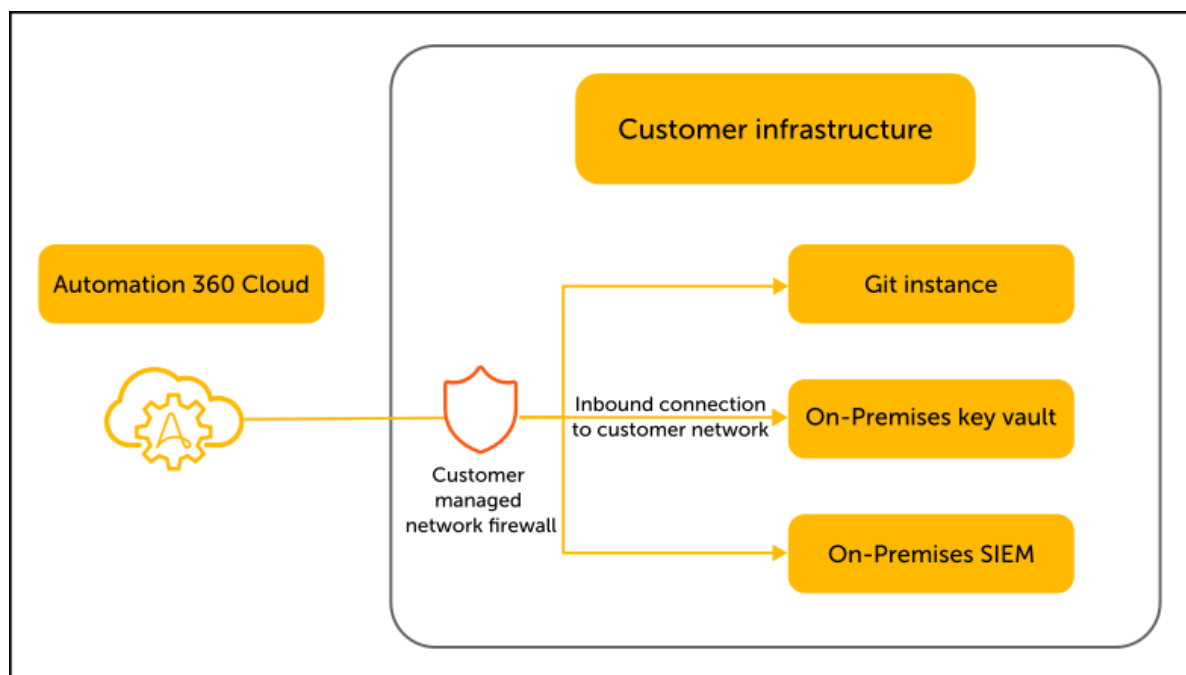 Customer infrastructure
Automation 360 Cloud
Git instance
Inbound connection
to customer network
On-Premises key vault
Customer
managed
network firewall
On-Premises SIEM